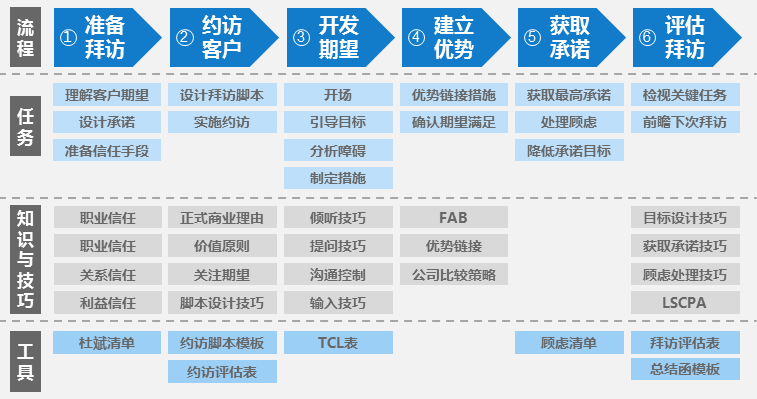 流程
① 准备拜访
② 约访客户
③ 开发期望
④ 建立优势
⑤ 获取承诺
⑥ 评估拜访
任务
理解客户期望
设计拜访脚本
开场
优势链接措施
获取最高承诺
检视关键任务
设计承诺
实施约访
引导目标
确认期望满足
处理顾虑
前瞻下次拜访
准备信任手段
分析障碍
降低承诺目标
制定措施
知识与技巧
职业信任
正式商业理由
倾听技巧
FAB
目标设计技巧
职业信任
价值原则
提问技巧
优势链接
获取承诺技巧
关系信任
关注期望
沟通控制
公司比较策略
顾虑处理技巧
利益信任
脚本设计技巧
输入技巧
LSCPA
工具
杜斌清单
约访脚本模板
TCL表
顾虑清单
拜访评估表
约访评估表
总结函模板